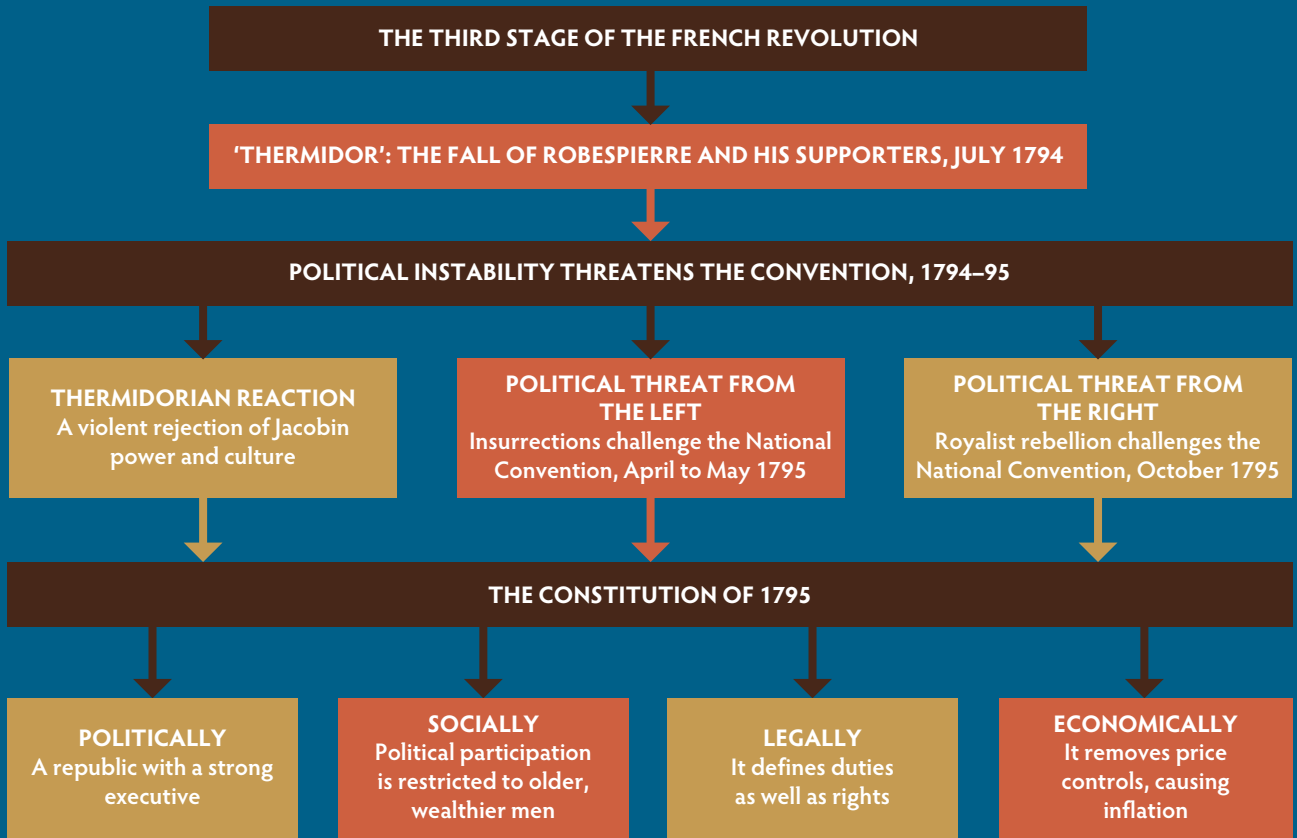 THE THIRD STAGE OF THE FRENCH REVOLUTION
‘THERMIDOR’: THE FALL OF ROBESPIERRE AND HIS SUPPORTERS, JULY 1794
POLITICAL INSTABILITY THREATENS THE CONVENTION, 1794–95
THERMIDORIAN REACTION
A violent rejection of Jacobin
power and culture
POLITICAL THREAT FROM
THE LEFT
Insurrections challenge the National
Convention, April to May 1795
POLITICAL THREAT FROM
THE RIGHT
Royalist rebellion challenges the
National Convention, October 1795
THE CONSTITUTION OF 1795
POLITICALLY
A republic with a strong
executive
SOCIALLY
Political participation
is restricted to older,
wealthier men
LEGALLY
It defines duties
as well as rights
ECONOMICALLY
It removes price
controls, causing
inflation